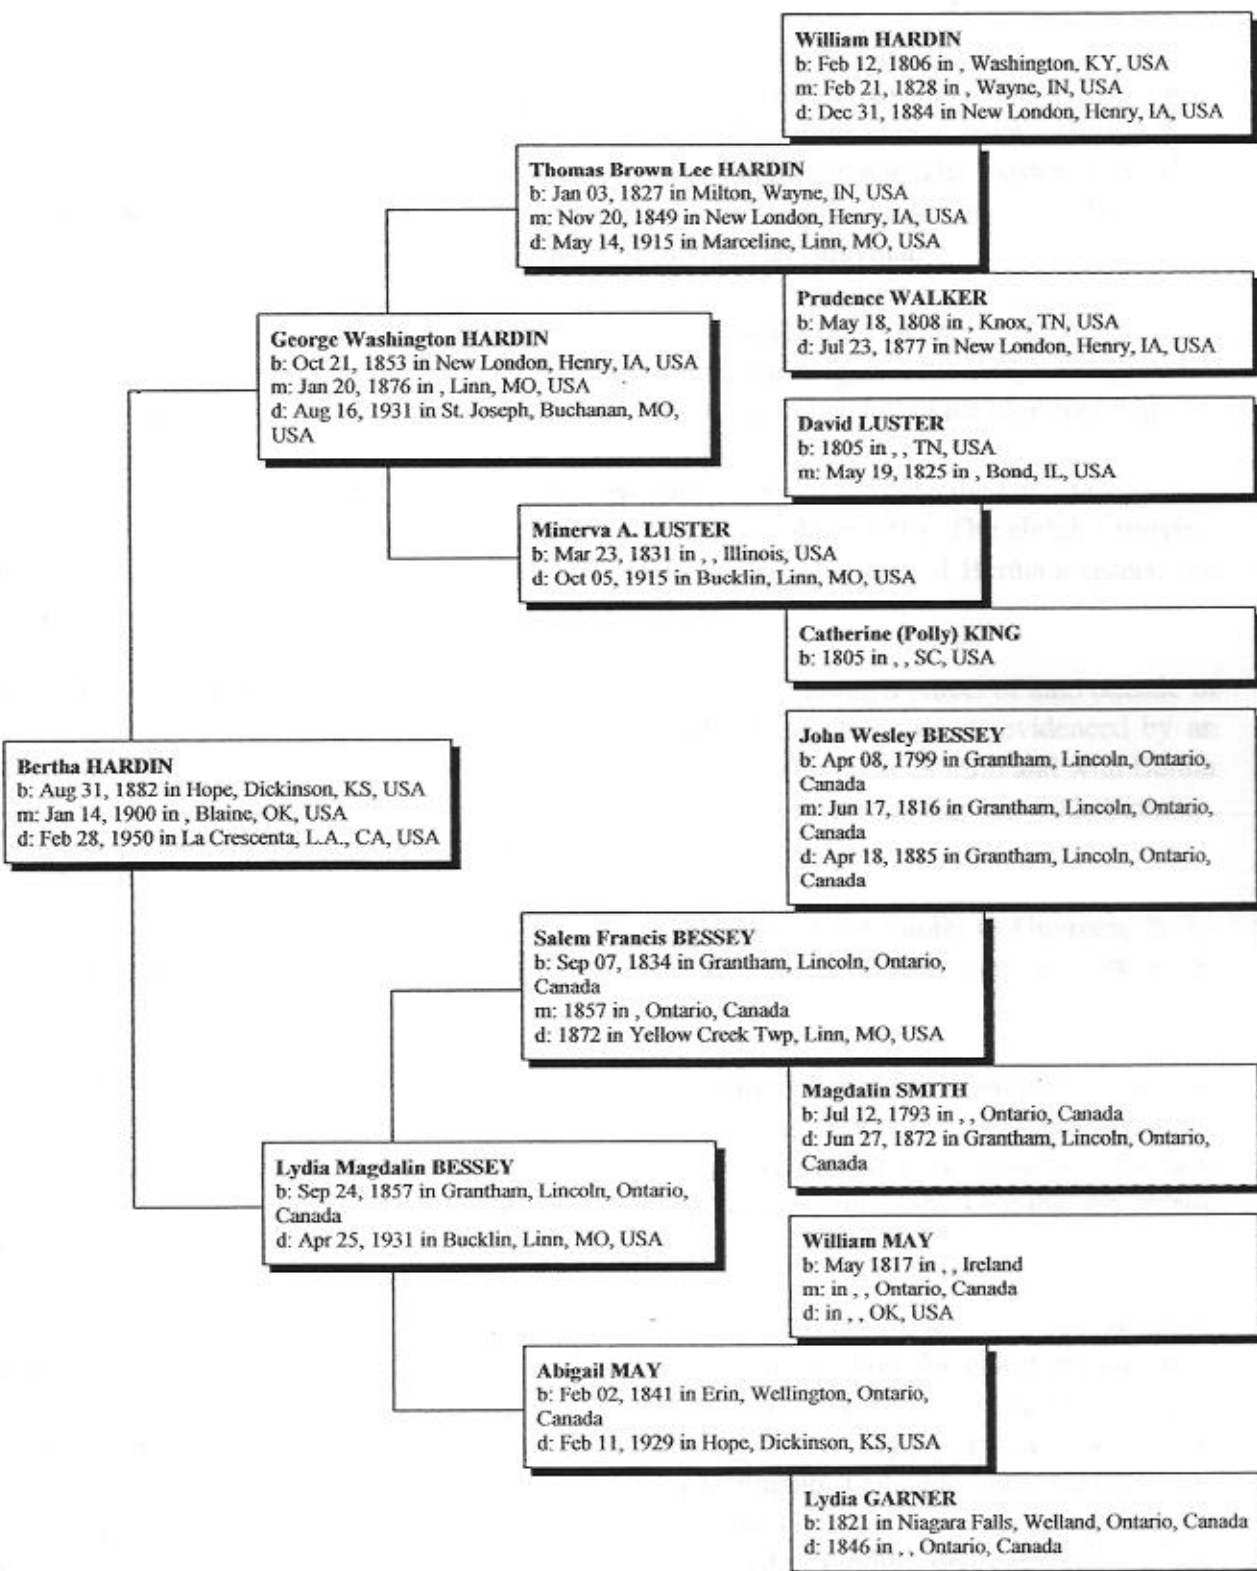 William HARDIN
b: Feb 12, 1806 in , Washington, KY, USA
m: Feb 21, 1828 in , Wayne, IN, USA
d: Dec 31, 1884 in New London, Henry, IA, USA
Thomas Brown Lee HARDIN
b: Jan 03, 1827 in Milton, Wayne, IN, USA
m: Nov 20, 1849 in New London, Henry, IA, USA
d: May 14, 1915 in Marceline, Linn, MO, USA
Prudence WALKER
b: May 18, 1808 in , Knox, TN, USA
d: Jul 23, 1877 in New London, Henry, IA, USA
George Washington HARDIN
b: Oct 21, 1853 in New London, Henry, IA, USA
m: Jan 20, 1876 in , Linn, MO, USA
d: Aug 16, 1931 in St. Joseph, Buchanan, MO,
USA
David LUSTER
b: 1805 in , , TN, USA
m: May 19, 1825 in , Bond, IL, USA
Minerva A. LUSTER
b: Mar 23, 1831 in , , Illinois, USA
d: Oct 05, 1915 in Bucklin, Linn, MO, USA
Catherine (Polly) KING
b: 1805 in , , SC, USA
Bertha HARDIN
b: Aug 31, 1882 in Hope, Dickinson, KS, USA
m: Jan 14, 1900 in , Blaine, OK, USA
d: Feb 28, 1950 in La Crescenta, L.A., CA, USA
John Wesley BESSEY
b: Apr 08, 1799 in Grantham, Lincoln, Ontario,
Canada
m: Jun 17, 1816 in Grantham, Lincoln, Ontario,
Canada
d: Apr 18, 1885 in Grantham, Lincoln, Ontario,
Canada
Salem Francis BESSEY
b: Sep 07, 1834 in Grantham, Lincoln, Ontario,
Canada
m: 1857 in , Ontario, Canada
d: 1872 in Yellow Creek Twp, Linn, MO, USA
Magdalin SMITH
b: Jul 12, 1793 in , , Ontario, Canada
d: Jun 27, 1872 in Grantham, Lincoln, Ontario,
Canada
Lydia Magdalin BESSEY
b: Sep 24, 1857 in Grantham, Lincoln, Ontario,
Canada
d: Apr 25, 1931 in Bucklin, Linn, MO, USA
William MAY
b: May 1817 in , , Ireland
m: in , , Ontario, Canada
d: in , , OK, USA
Abigail MAY
b: Feb 02, 1841 in Erin, Wellington, Ontario,
Canada
d: Feb 11, 1929 in Hope, Dickinson, KS, USA
Lydia GARNER
b: 1821 in Niagara Falls, Welland, Ontario, Canada
d: 1846 in , , Ontario, Canada